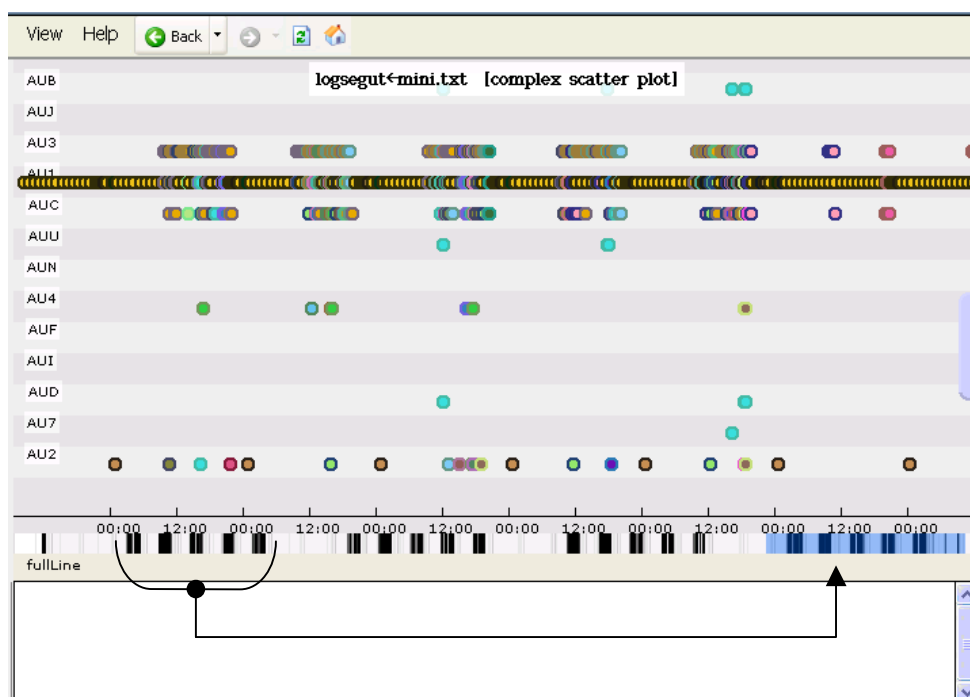 View Help Back
logsegut←mini.txt [complex scatter plot]
AUB
AUJ
AU3
AU1
AUC
AUU
AUN
AU4
AUF
AUI
AUD
AU7
AU2
00:00 12:00 00:00 12:00 00:00 12:00 00:00 12:00 00:00 12:00 00:00 12:00 00:00
fullLine